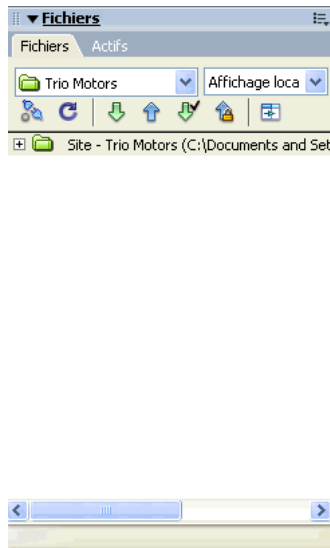 Fichiers
Fichiers Actifs
Trio Motors Affichage loca
Site - Trio Motors (C:\Documents and Set